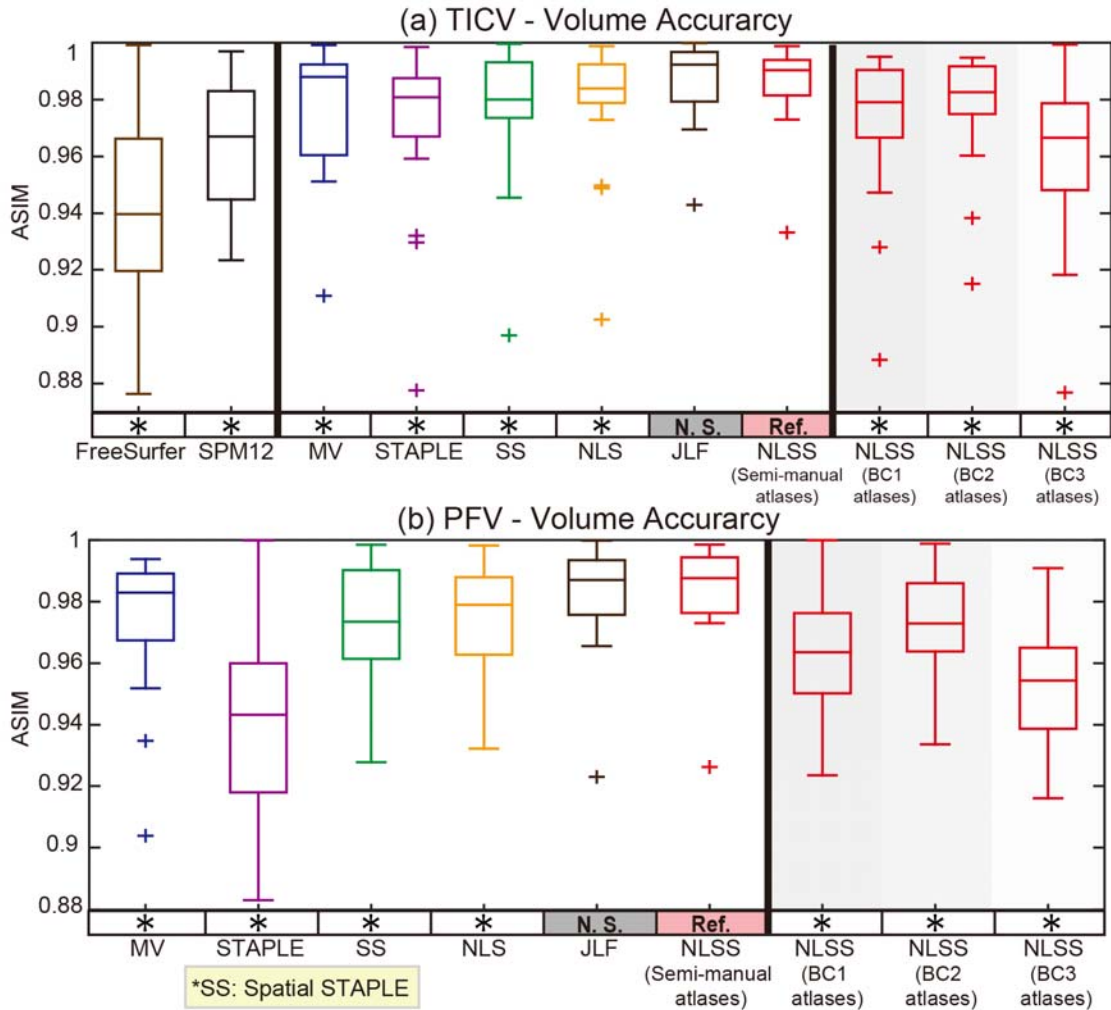 (a) TICV - Volume Accurarcy
1
0.98
0.96
0.94
0.92
0.9
0.88
ASIM
* * * * * * N. S. Ref. * * *
FreeSurfer SPM12 MV STAPLE SS NLS JLF NLSS NLSS NLSS NLSS
(Semi-manual (BC1 (BC2 (BC3
atlases) atlases) atlases) atlases)
(b) PFV - Volume Accurarcy
1
0.98
0.96
0.94
0.92
0.9
0.88
ASIM
* * * * N. S. Ref. * * *
MV STAPLE SS NLS JLF NLSS NLSS NLSS NLSS
(Semi-manual (BC1 (BC2 (BC3
atlases) atlases) atlases) atlases)
*SS: Spatial STAPLE